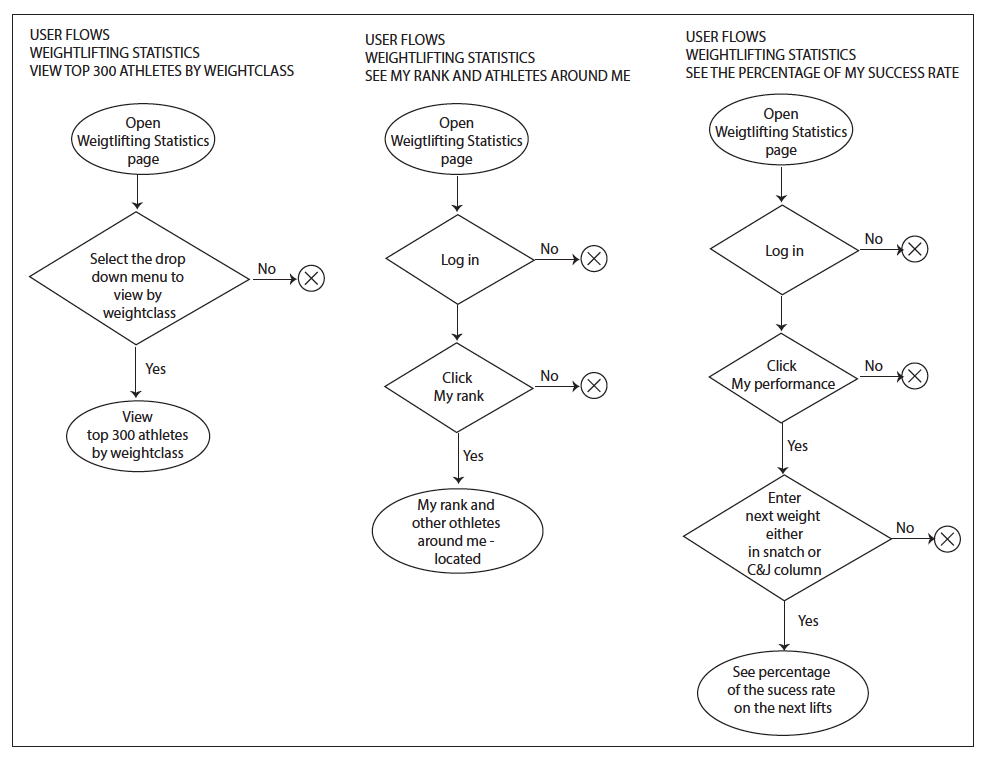 USER FLOWS
WEIGHTLIFTING STATISTICS
VIEW TOP 300 ATHLETES BY WEIGHTCLASS
Open
Weigtlifting Statistics
page
Select the drop
down menu to
view by
weightclass
No
Yes
View
top 300 athletes
by weightclass
USER FLOWS
WEIGHTLIFTING STATISTICS
SEE MY RANK AND ATHLETES AROUND ME
Open
Weigtlifting Statistics
page
Log in
No
Click
My rank
No
Yes
My rank and
other othletes
around me -
located
USER FLOWS
WEIGHTLIFTING STATISTICS
SEE THE PERCENTAGE OF MY SUCCESS RATE
Open
Weigtlifting Statistics
page
Log in
No
Click
My performance
No
Yes
Enter
next weight
either
in snatch or
C&J column
No
Yes
See percentage
of the sucess rate
on the next lifts